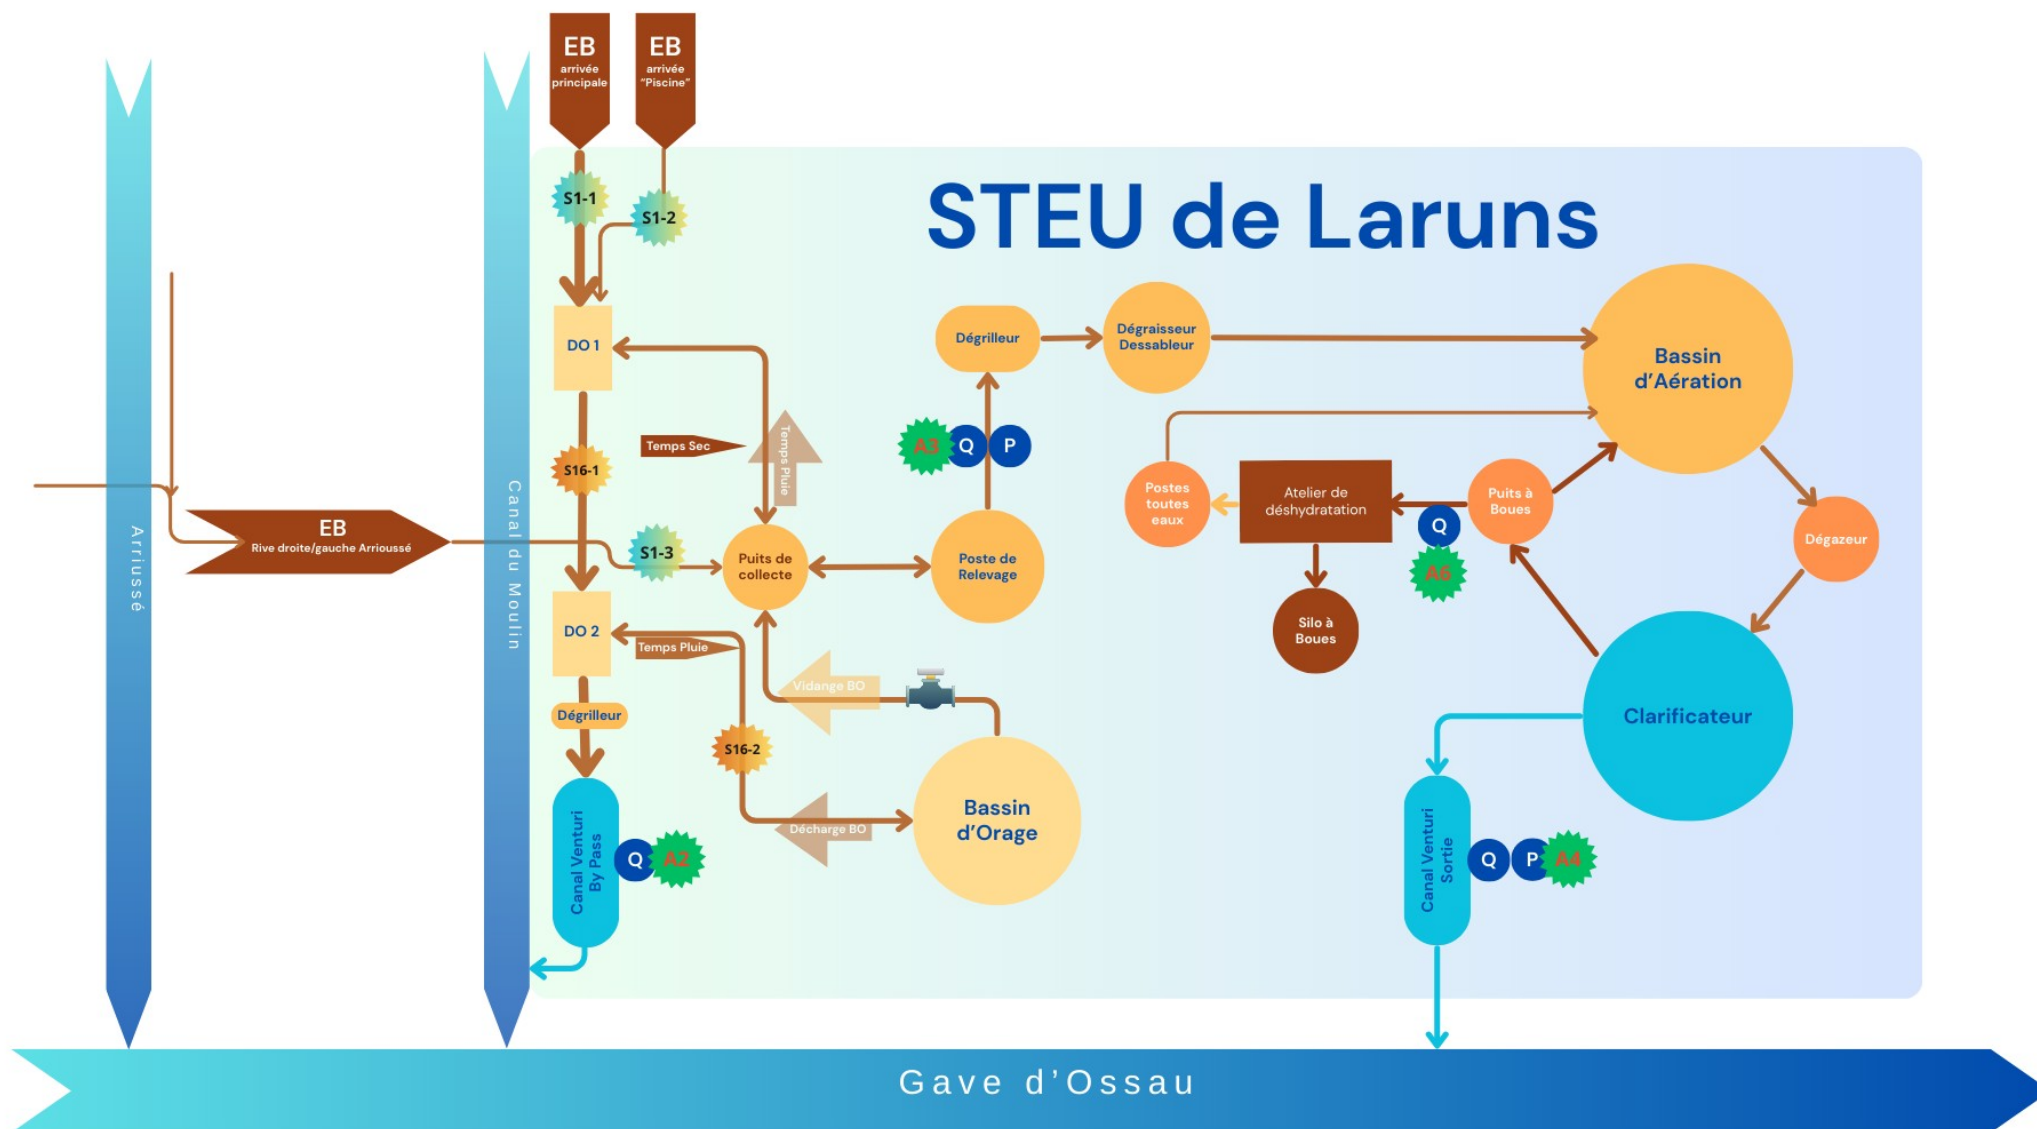 EB
arrivée
principale
EB
arrivée
"Piscine"
STEU de Laruns
S1-1
S1-2
DO 1
Dégrilleur
Dégraisseur
Dessableur
Bassin
d'Aération
Temps Sec
Temps Pluie
A3
Q
P
S16-1
Postes
toutes
eaux
Atelier de
déshydratation
Puits à
Boues
Q
A6
Dégazeur
Arriussé
EB
Rive droite/gauche Arrioussé
Canal du Moulin
S1-3
Puits de
collecte
Poste de
Relevage
Silo à
Boues
DO 2
Temps Pluie
Vidange BO
Dégrilleur
S16-2
Clarificateur
Bassin
d'Orage
Décharge BO
Canal Venturi
By Pass
Q
A2
Canal Venturi
Sortie
Q
P
A4
Gave d'Ossau